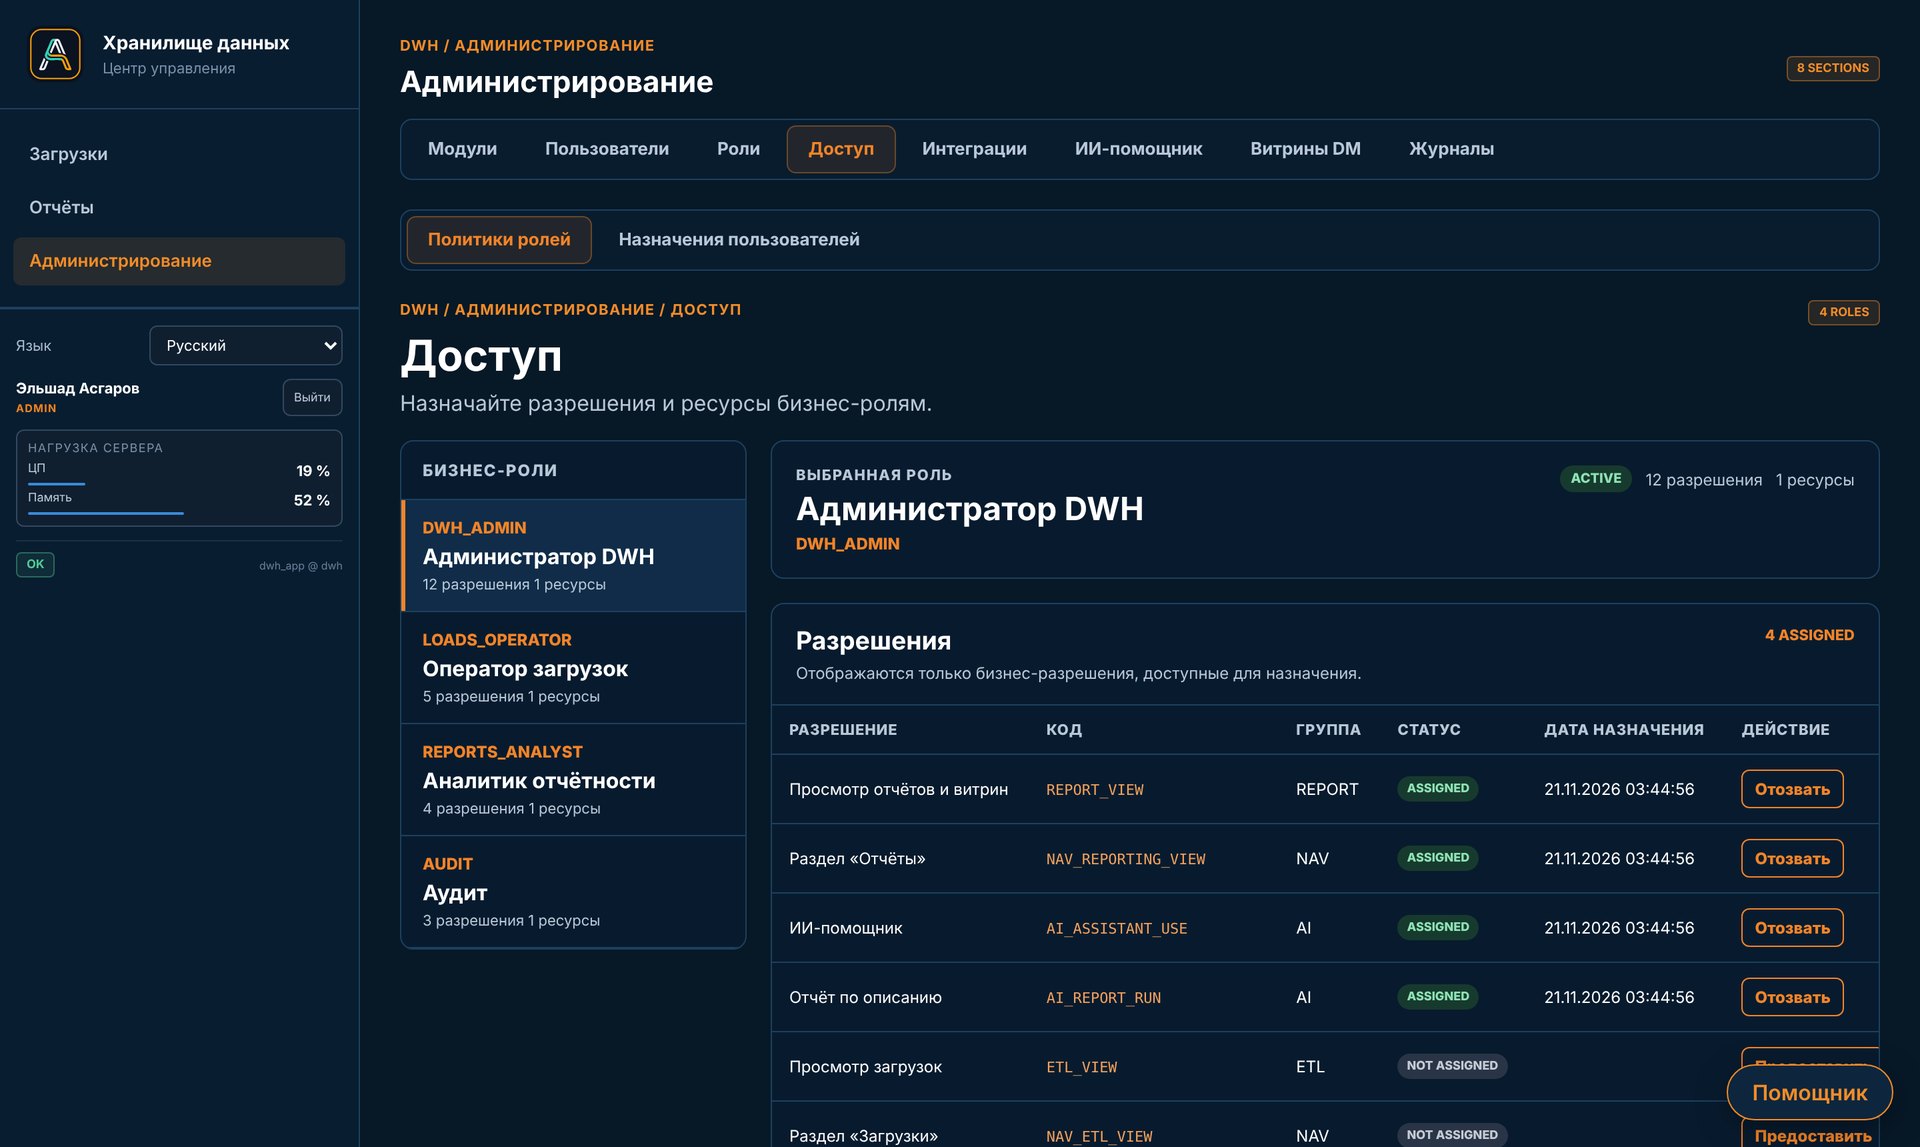 Хранилище данных
Центр управления
Загрузки
Отчёты
Администрирование
Язык
Русский
Эльшад Асгаров
ADMIN
Выйти
НАГРУЗКА СЕРВЕРА
ЦП 19 %
Память 52 %
OK
dwh_app @ dwh
DWH / АДМИНИСТРИРОВАНИЕ
Администрирование
8 SECTIONS
Модули Пользователи Роли Доступ Интеграции ИИ-помощник Витрины DM Журналы
Политики ролей Назначения пользователей
DWH / АДМИНИСТРИРОВАНИЕ / ДОСТУП
4 ROLES
Доступ
Назначайте разрешения и ресурсы бизнес-ролям.
БИЗНЕС-РОЛИ
DWH_ADMIN
Администратор DWH
12 разрешения 1 ресурсы
LOADS_OPERATOR
Оператор загрузок
5 разрешения 1 ресурсы
REPORTS_ANALYST
Аналитик отчётности
4 разрешения 1 ресурсы
AUDIT
Аудит
3 разрешения 1 ресурсы
ВЫБРАННАЯ РОЛЬ
Администратор DWH
DWH_ADMIN
ACTIVE 12 разрешения 1 ресурсы
Разрешения
4 ASSIGNED
Отображаются только бизнес-разрешения, доступные для назначения.
РАЗРЕШЕНИЕ КОД ГРУППА СТАТУС ДАТА НАЗНАЧЕНИЯ ДЕЙСТВИЕ
Просмотр отчётов и витрин REPORT_VIEW REPORT ASSIGNED 21.11.2026 03:44:56 Отозвать
Раздел «Отчёты» NAV_REPORTING_VIEW NAV ASSIGNED 21.11.2026 03:44:56 Отозвать
ИИ-помощник AI_ASSISTANT_USE AI ASSIGNED 21.11.2026 03:44:56 Отозвать
Отчёт по описанию AI_REPORT_RUN AI ASSIGNED 21.11.2026 03:44:56 Отозвать
Просмотр загрузок ETL_VIEW ETL NOT ASSIGNED
Помощник
Раздел «Загрузки» NAV_ETL_VIEW NAV NOT ASSIGNED Предоставить